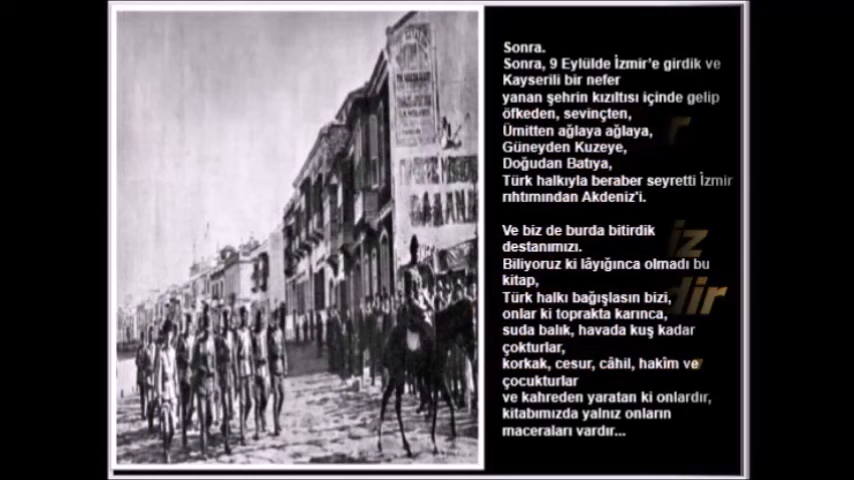 Sonra.
Sonra, 9 Eylülde İzmir'e girdik ve
Kayserili bir nefer
yanan şehrin kızıltısı içinde gelip
öfkeden, sevinçten,
Ümitten ağlaya ağlaya,
Güneyden Kuzeye,
Doğudan Batıya,
Türk halkıyla beraber seyretti İzmir
rıhtımından Akdeniz'i.
Ve biz de burda bitirdik
destanımızı.
Biliyoruz ki lâyığınca olmadı bu
kitap,
Türk halkı bağışlasın bizi,
onlar ki toprakta karınca,
suda balık, havada kuş kadar
çokturlar,
korkak, cesur, câhil, hakîm ve
çocukturlar
ve kahreden yaratan ki onlardır,
kitabımızda yalnız onların
maceraları vardır...